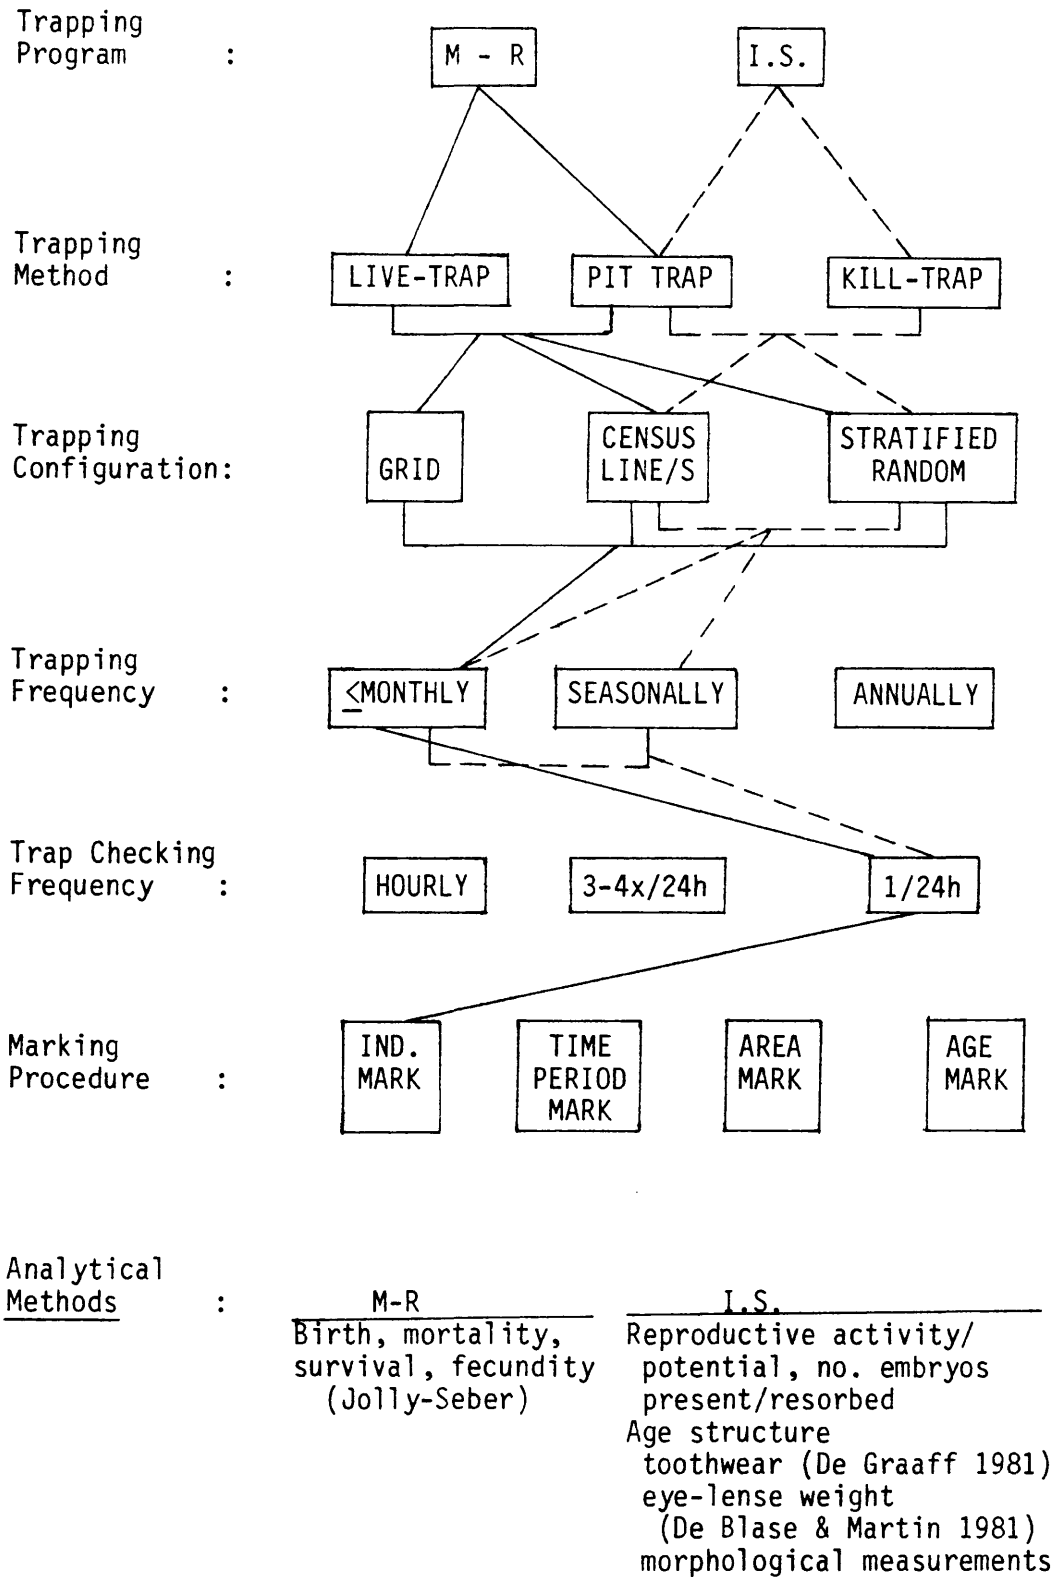 Trapping
Program :
M - R
I.S.
Trapping
Method :
LIVE-TRAP
PIT TRAP
KILL-TRAP
Trapping
Configuration:
GRID
CENSUS
LINE/S
STRATIFIED
RANDOM
Trapping
Frequency :
≤MONTHLY
SEASONALLY
ANNUALLY
Trap Checking
Frequency :
HOURLY
3-4x/24h
1/24h
Marking
Procedure :
IND.
MARK
TIME
PERIOD
MARK
AREA
MARK
AGE
MARK
Analytical
Methods :
M-R
Birth, mortality,
survival, fecundity
(Jolly-Seber)
I.S.
Reproductive activity/
potential, no. embryos
present/resorbed
Age structure
toothwear (De Graaff 1981)
eye-lense weight
(De Blase & Martin 1981)
morphological measurements